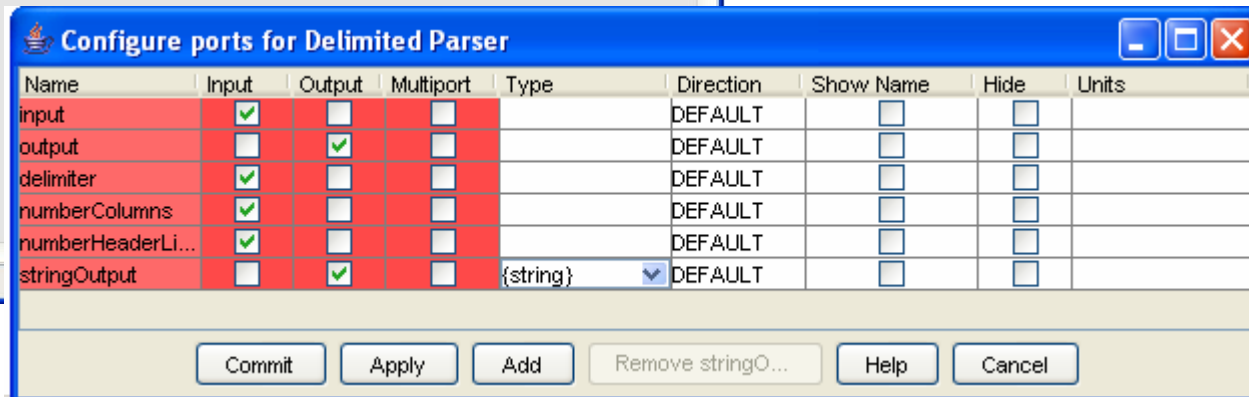 Configure ports for Delimited Parser
Name Input Output Multiport Type Direction Show Name Hide Units
input DEFAULT
output DEFAULT
delimiter DEFAULT
numberColumns DEFAULT
numberHeaderLi... DEFAULT
stringOutput {string} DEFAULT
Commit Apply Add Remove stringO... Help Cancel